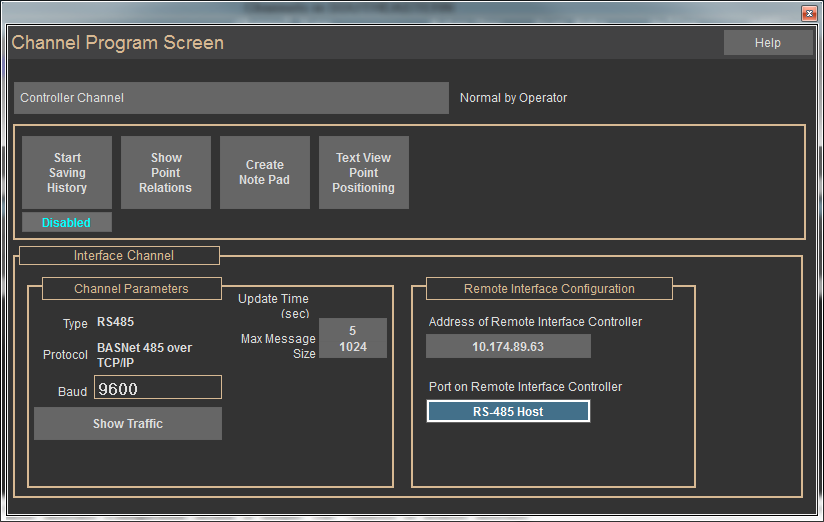 Channel Program Screen
Help
Controller Channel
Normal by Operator
Start
Saving
History
Show
Point
Relations
Create
Note Pad
Text View
Point
Positioning
Disabled
Interface Channel
Channel Parameters
Type RS485
Protocol BASNet 485 over
TCP/IP
Baud 9600
Show Traffic
Update Time
(sec)
5
Max Message
Size
1024
Remote Interface Configuration
Address of Remote Interface Controller
10.174.89.63
Port on Remote Interface Controller
RS-485 Host